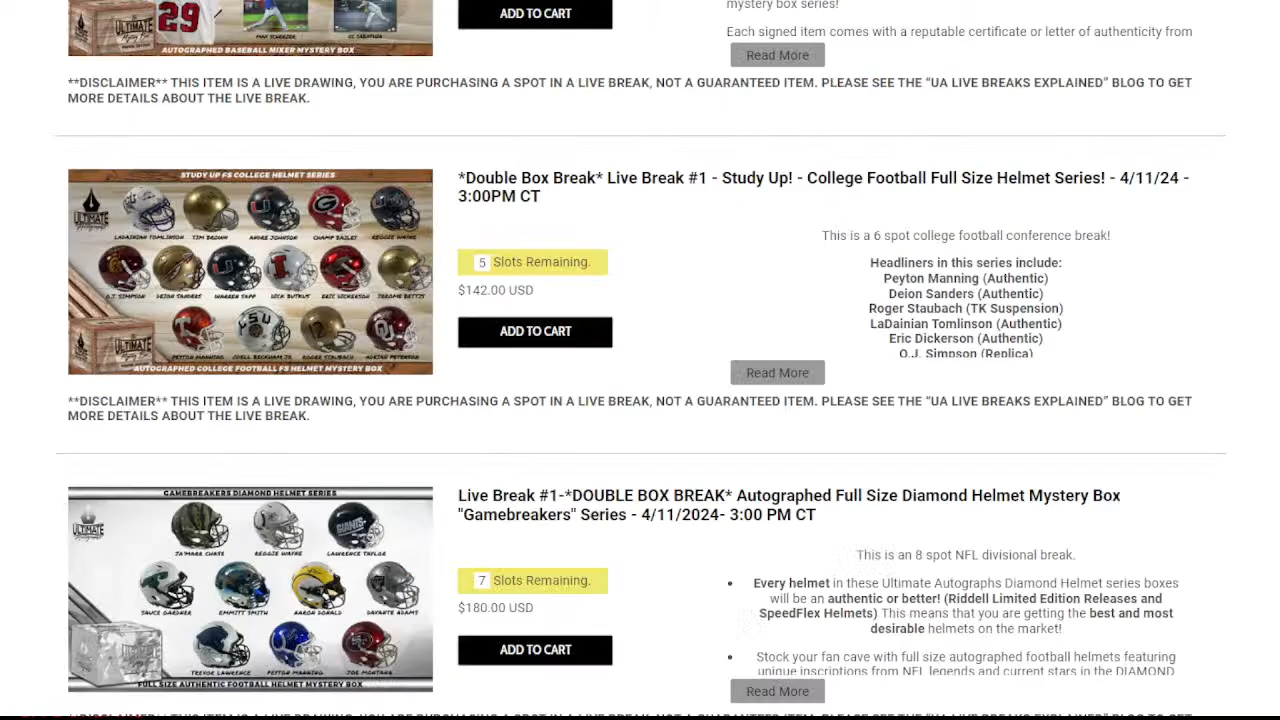 29
ULTIMATE
MAX SCHERZER
CC SABATHIA
AUTOGRAPHED BASEBALL MIXER MYSTERY BOX
ADD TO CART
mystery box series!
Each signed item comes with a reputable certificate or letter of authenticity from
Read More
**DISCLAIMER** THIS ITEM IS A LIVE DRAWING, YOU ARE PURCHASING A SPOT IN A LIVE BREAK, NOT A GUARANTEED ITEM. PLEASE SEE THE “UA LIVE BREAKS EXPLAINED” BLOG TO GET
MORE DETAILS ABOUT THE LIVE BREAK.
STUDY UP FS COLLEGE HELMET SERIES
ULTIMATE
LADAINIAN TOMLINSON TIM BROWN ANDRE JOHNSON CHAMP BAILEY REGGIE WAYNE
O.J. SIMPSON DEION SANDERS WARREN SAPP DICK BUTKUS ERIC DICKERSON JEROME BETTIS
ULTIMATE
PEYTON MANNING ODELL BECKHAM JR ROGER STAUBACH ADRIAN PETERSON
AUTOGRAPHED COLLEGE FOOTBALL FS HELMET MYSTERY BOX
*Double Box Break* Live Break #1 - Study Up! - College Football Full Size Helmet Series! - 4/11/24 -
3:00PM CT
5 Slots Remaining.
$142.00 USD
ADD TO CART
This is a 6 spot college football conference break!
Headliners in this series include:
Peyton Manning (Authentic)
Deion Sanders (Authentic)
Roger Staubach (TK Suspension)
LaDainian Tomlinson (Authentic)
Eric Dickerson (Authentic)
O.J. Simpson (Replica)
Read More
**DISCLAIMER** THIS ITEM IS A LIVE DRAWING, YOU ARE PURCHASING A SPOT IN A LIVE BREAK, NOT A GUARANTEED ITEM. PLEASE SEE THE “UA LIVE BREAKS EXPLAINED” BLOG TO GET
MORE DETAILS ABOUT THE LIVE BREAK.
GAMEBREAKERS DIAMOND HELMET SERIES
ULTIMATE
JA'MARR CHASE REGGIE WAYNE LAWRENCE TAYLOR
SAUCE GARDNER EMMITT SMITH AARON DONALD DAVANTE ADAMS
TREVOR LAWRENCE PEYTON MANNING JOE MONTANA
FULL SIZE AUTHENTIC FOOTBALL HELMET MYSTERY BOX
Live Break #1-*DOUBLE BOX BREAK* Autographed Full Size Diamond Helmet Mystery Box
"Gamebreakers" Series - 4/11/2024- 3:00 PM CT
7 Slots Remaining.
$180.00 USD
ADD TO CART
This is an 8 spot NFL divisional break.
• Every helmet in these Ultimate Autographs Diamond Helmet series boxes
will be an authentic or better! (Riddell Limited Edition Releases and
SpeedFlex Helmets) This means that you are getting the best and most
desirable helmets on the market!
• Stock your fan cave with full size autographed football helmets featuring
unique inscriptions from NFL legends and current stars in the DIAMOND
Read More